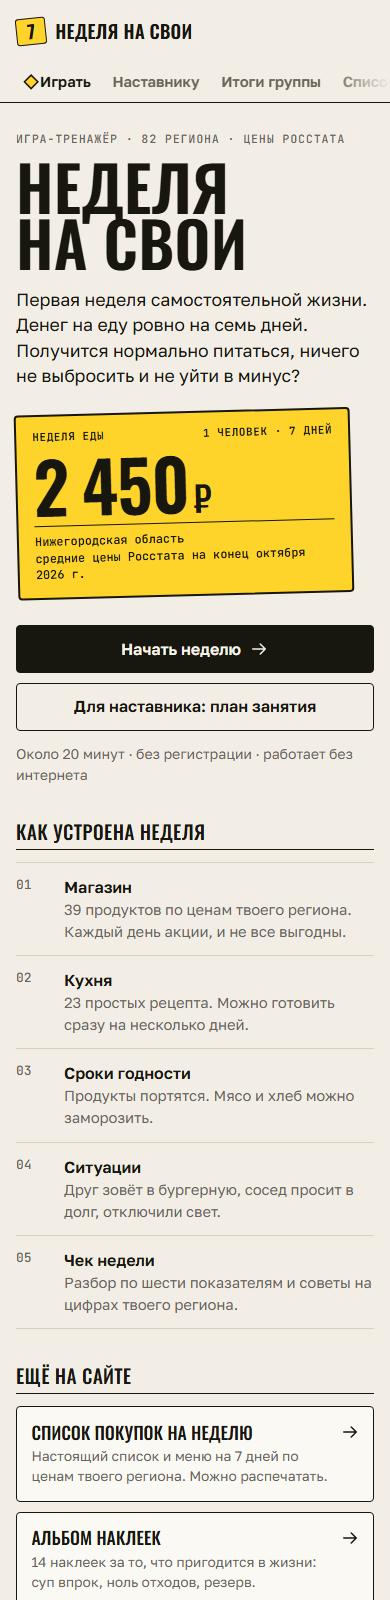 7 НЕДЕЛЯ НА СВОИ
Играть Наставнику Итоги группы
ИГРА-ТРЕНАЖЁР · 82 РЕГИОНА · ЦЕНЫ РОССТАТА
НЕДЕЛЯ
НА СВОИ
Первая неделя самостоятельной жизни.
Денег на еду ровно на семь дней.
Получится нормально питаться, ничего
не выбросить и не уйти в минус?
НЕДЕЛЯ ЕДЫ 1 ЧЕЛОВЕК · 7 ДНЕЙ
2 450 ₽
Нижегородская область
средние цены Росстата на конец октября
2026 г.
Начать неделю →
Для наставника: план занятия
Около 20 минут · без регистрации · работает без
интернета
КАК УСТРОЕНА НЕДЕЛЯ
01 Магазин
39 продуктов по ценам твоего региона.
Каждый день акции, и не все выгодны.
02 Кухня
23 простых рецепта. Можно готовить
сразу на несколько дней.
03 Сроки годности
Продукты портятся. Мясо и хлеб можно
заморозить.
04 Ситуации
Друг зовёт в бургерную, сосед просит в
долг, отключили свет.
05 Чек недели
Разбор по шести показателям и советы на
цифрах твоего региона.
ЕЩЁ НА САЙТЕ
СПИСОК ПОКУПОК НА НЕДЕЛЮ →
Настоящий список и меню на 7 дней по
ценам твоего региона. Можно распечатать.
АЛЬБОМ НАКЛЕЕК →
14 наклеек за то, что пригодится в жизни:
суп впрок, ноль отходов, резерв.